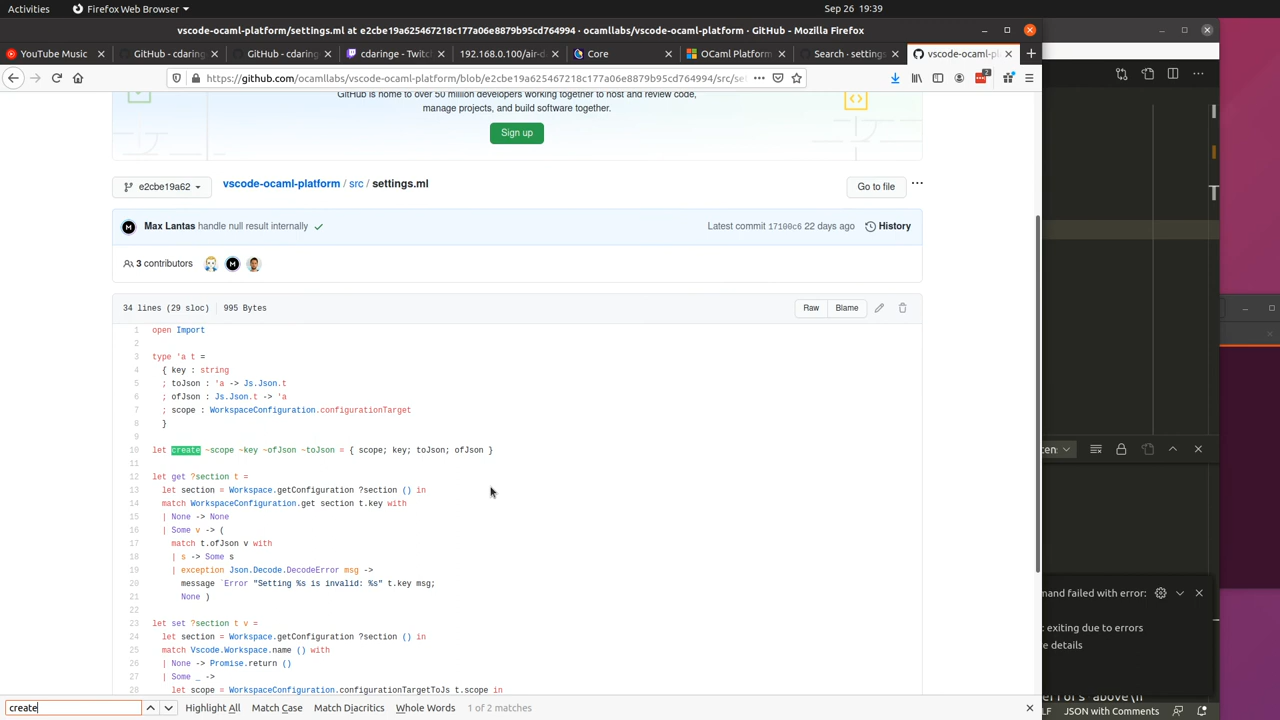 Activities
Firefox Web Browser
Sep 26 19:39
vscode-ocaml-platform/settings.ml at e2cbe19a625467218c177a06e8879b95cd764994 · ocamllabs/vscode-ocaml-platform · GitHub - Mozilla Firefox
YouTube Music
GitHub - cdaring
GitHub - cdaring
cdaringe - Twitch
192.168.0.100/air-d
Core
OCaml Platform
Search · settings
vscode-ocaml-p
https://github.com/ocamllabs/vscode-ocaml-platform/blob/e2cbe19a625467218c177a06e8879b95cd764994/src/se
2
GitHub is home to over 50 million developers working together to host and review code,
manage projects, and build software together.
Sign up
e2cbe19a62
vscode-ocaml-platform / src / settings.ml
Go to file
Max Lantas handle null result internally
Latest commit 17100c6 22 days ago
History
3 contributors
34 lines (29 sloc) 995 Bytes
Raw
Blame
1 open Import
2
3 type 'a t =
4 { key : string
5 ; toJson : 'a -> Js.Json.t
6 ; ofJson : Js.Json.t -> 'a
7 ; scope : WorkspaceConfiguration.configurationTarget
8 }
9
10 let create ~scope ~key ~ofJson ~toJson = { scope; key; toJson; ofJson }
11
12 let get ?section t =
13 let section = Workspace.getConfiguration ?section () in
14 match WorkspaceConfiguration.get section t.key with
15 | None -> None
16 | Some v -> (
17 match t.ofJson v with
18 | s -> Some s
19 | exception Json.Decode.DecodeError msg ->
20 message `Error "Setting %s is invalid: %s" t.key msg;
21 None )
22
23 let set ?section t v =
24 let section = Workspace.getConfiguration ?section () in
25 match Vscode.Workspace.name () with
26 | None -> Promise.return ()
27 | Some _ ->
28 let scope = WorkspaceConfiguration.configurationTargetToJs t.scope in
create
Highlight All
Match Case
Match Diacritics
Whole Words
1 of 2 matches
mand failed with error:
exiting due to errors
e details
LF
JSON with Comments